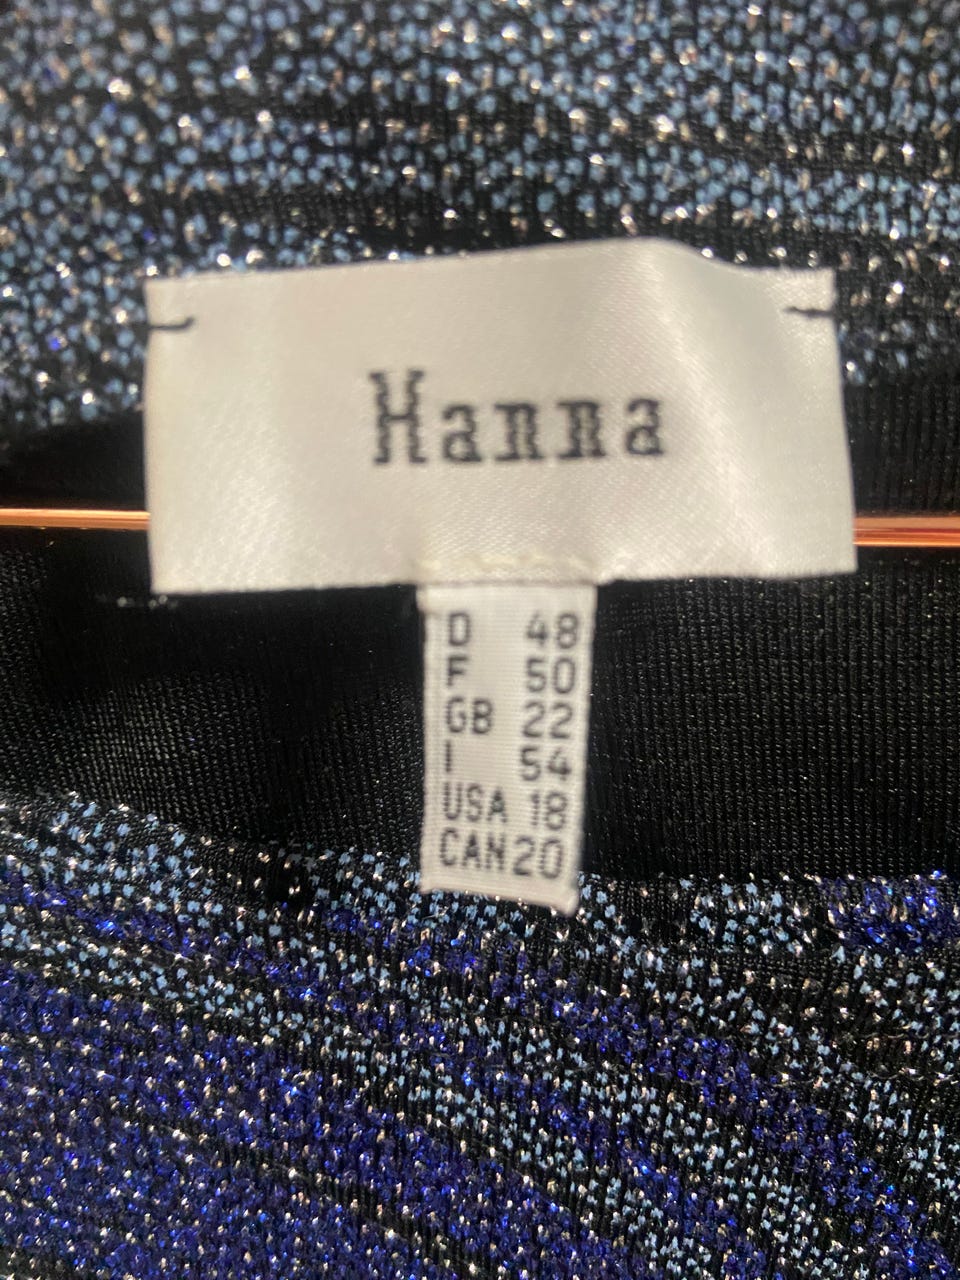 Hanna
D 48
F 50
GB 22
I 54
USA 18
CAN 20